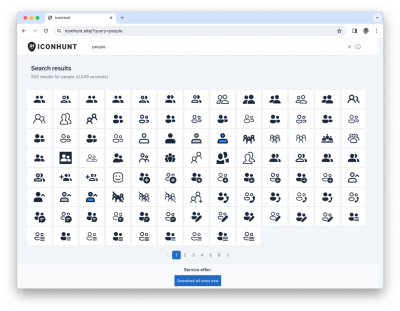 IconHunt
iconhunt.site/?query=people
ICONHUNT
people
Search results
593 results for people (0.049 seconds)
1 2 3 4 5 6
Service offer:
Download all icons now